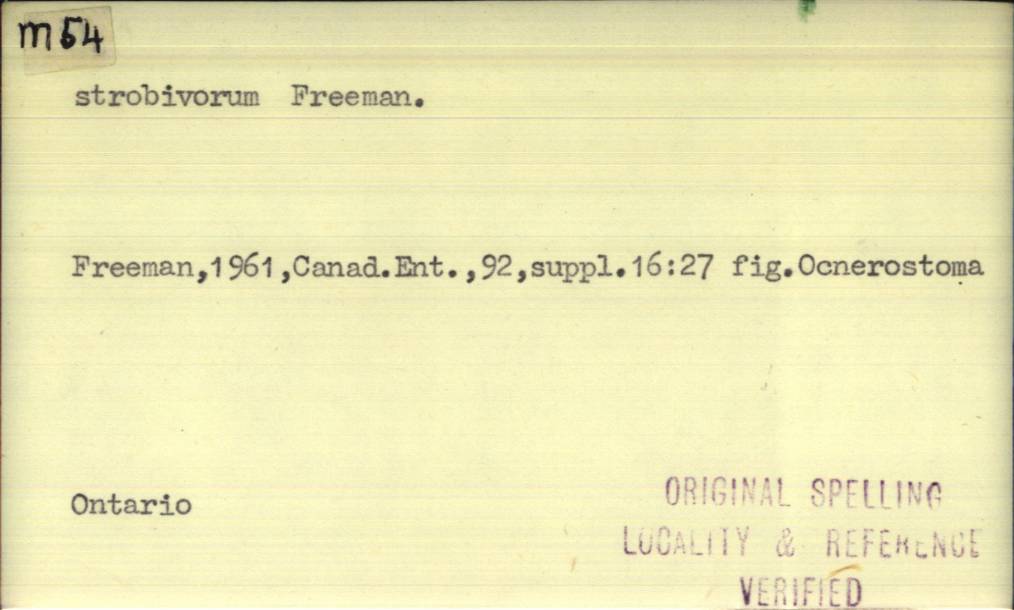 m54
strobivorum Freeman.
Freeman,1961,Canad.Ent.,92,suppl.16:27 fig.Ocnerostoma
Ontario
ORIGINAL SPELLING
LOCALITY & REFERENCE
VERIFIED